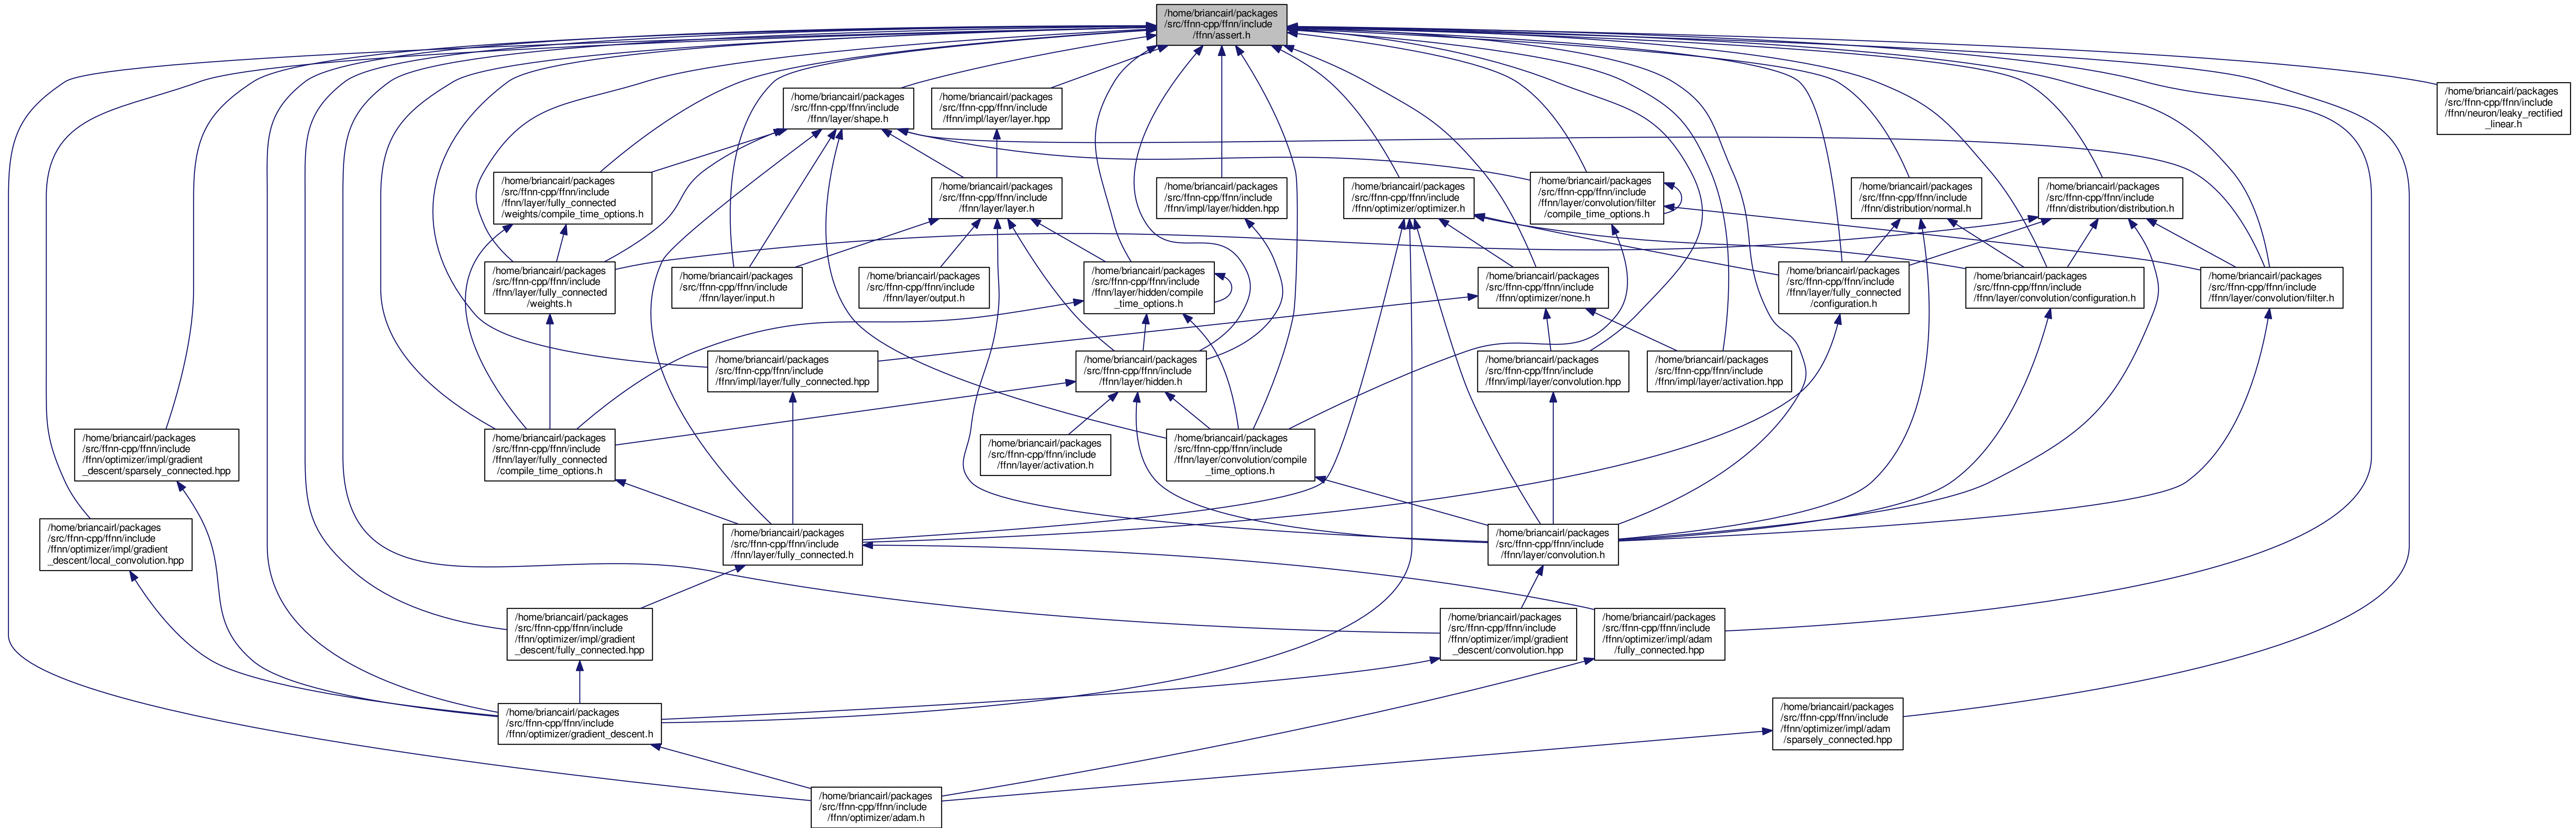 /home/briancairl/packages
/src/ffnn-cpp/ffnn/include
/ffnn/assert.h
/home/briancairl/packages
/src/ffnn-cpp/ffnn/include
/ffnn/neuron/leaky_rectified
_linear.h
/home/briancairl/packages
/src/ffnn-cpp/ffnn/include
/ffnn/layer/shape.h
/home/briancairl/packages
/src/ffnn-cpp/ffnn/include
/ffnn/impl/layer/layer.hpp
/home/briancairl/packages
/src/ffnn-cpp/ffnn/include
/ffnn/layer/fully_connected
/weights/compile_time_options.h
/home/briancairl/packages
/src/ffnn-cpp/ffnn/include
/ffnn/layer/layer.h
/home/briancairl/packages
/src/ffnn-cpp/ffnn/include
/ffnn/impl/layer/hidden.hpp
/home/briancairl/packages
/src/ffnn-cpp/ffnn/include
/ffnn/optimizer/optimizer.h
/home/briancairl/packages
/src/ffnn-cpp/ffnn/include
/ffnn/layer/convolution/filter
/compile_time_options.h
/home/briancairl/packages
/src/ffnn-cpp/ffnn/include
/ffnn/distribution/normal.h
/home/briancairl/packages
/src/ffnn-cpp/ffnn/include
/ffnn/distribution/distribution.h
/home/briancairl/packages
/src/ffnn-cpp/ffnn/include
/ffnn/layer/fully_connected
/weights.h
/home/briancairl/packages
/src/ffnn-cpp/ffnn/include
/ffnn/layer/input.h
/home/briancairl/packages
/src/ffnn-cpp/ffnn/include
/ffnn/layer/output.h
/home/briancairl/packages
/src/ffnn-cpp/ffnn/include
/ffnn/layer/hidden/compile
_time_options.h
/home/briancairl/packages
/src/ffnn-cpp/ffnn/include
/ffnn/optimizer/none.h
/home/briancairl/packages
/src/ffnn-cpp/ffnn/include
/ffnn/layer/fully_connected
/configuration.h
/home/briancairl/packages
/src/ffnn-cpp/ffnn/include
/ffnn/layer/convolution/configuration.h
/home/briancairl/packages
/src/ffnn-cpp/ffnn/include
/ffnn/layer/convolution/filter.h
/home/briancairl/packages
/src/ffnn-cpp/ffnn/include
/ffnn/impl/layer/fully_connected.hpp
/home/briancairl/packages
/src/ffnn-cpp/ffnn/include
/ffnn/layer/hidden.h
/home/briancairl/packages
/src/ffnn-cpp/ffnn/include
/ffnn/impl/layer/convolution.hpp
/home/briancairl/packages
/src/ffnn-cpp/ffnn/include
/ffnn/impl/layer/activation.hpp
/home/briancairl/packages
/src/ffnn-cpp/ffnn/include
/ffnn/optimizer/impl/gradient
_descent/sparsely_connected.hpp
/home/briancairl/packages
/src/ffnn-cpp/ffnn/include
/ffnn/layer/fully_connected
/compile_time_options.h
/home/briancairl/packages
/src/ffnn-cpp/ffnn/include
/ffnn/layer/activation.h
/home/briancairl/packages
/src/ffnn-cpp/ffnn/include
/ffnn/layer/convolution/compile
_time_options.h
/home/briancairl/packages
/src/ffnn-cpp/ffnn/include
/ffnn/optimizer/impl/gradient
_descent/local_convolution.hpp
/home/briancairl/packages
/src/ffnn-cpp/ffnn/include
/ffnn/layer/fully_connected.h
/home/briancairl/packages
/src/ffnn-cpp/ffnn/include
/ffnn/layer/convolution.h
/home/briancairl/packages
/src/ffnn-cpp/ffnn/include
/ffnn/optimizer/impl/gradient
_descent/fully_connected.hpp
/home/briancairl/packages
/src/ffnn-cpp/ffnn/include
/ffnn/optimizer/impl/gradient
_descent/convolution.hpp
/home/briancairl/packages
/src/ffnn-cpp/ffnn/include
/ffnn/optimizer/impl/adam
/fully_connected.hpp
/home/briancairl/packages
/src/ffnn-cpp/ffnn/include
/ffnn/optimizer/gradient_descent.h
/home/briancairl/packages
/src/ffnn-cpp/ffnn/include
/ffnn/optimizer/impl/adam
/sparsely_connected.hpp
/home/briancairl/packages
/src/ffnn-cpp/ffnn/include
/ffnn/optimizer/adam.h